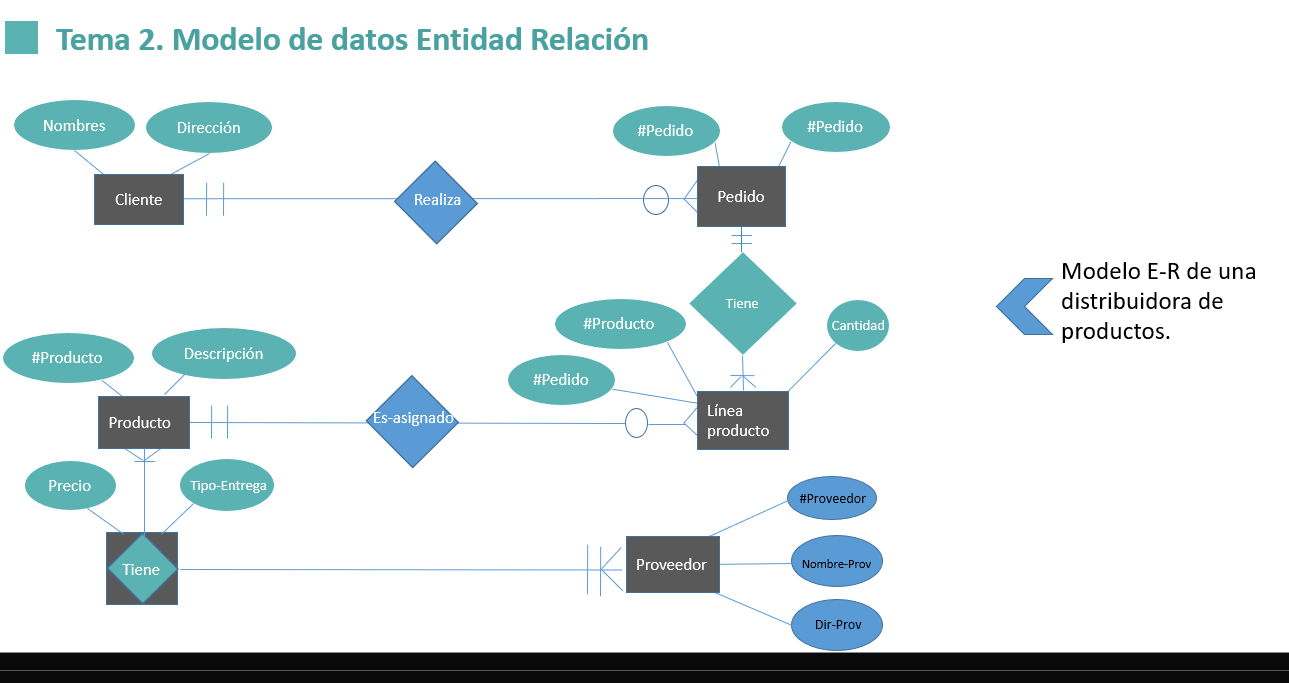 Tema 2. Modelo de datos Entidad Relación
Nombres
Dirección
#Pedido
#Pedido
Cliente
Realiza
Pedido
Modelo E-R de una
distribuidora de
productos.
Tiene
#Producto
Cantidad
#Producto
Descripción
#Pedido
Producto
Es-asignado
Línea
producto
Precio
Tipo-Entrega
#Proveedor
Tiene
Proveedor
Nombre-Prov
Dir-Prov